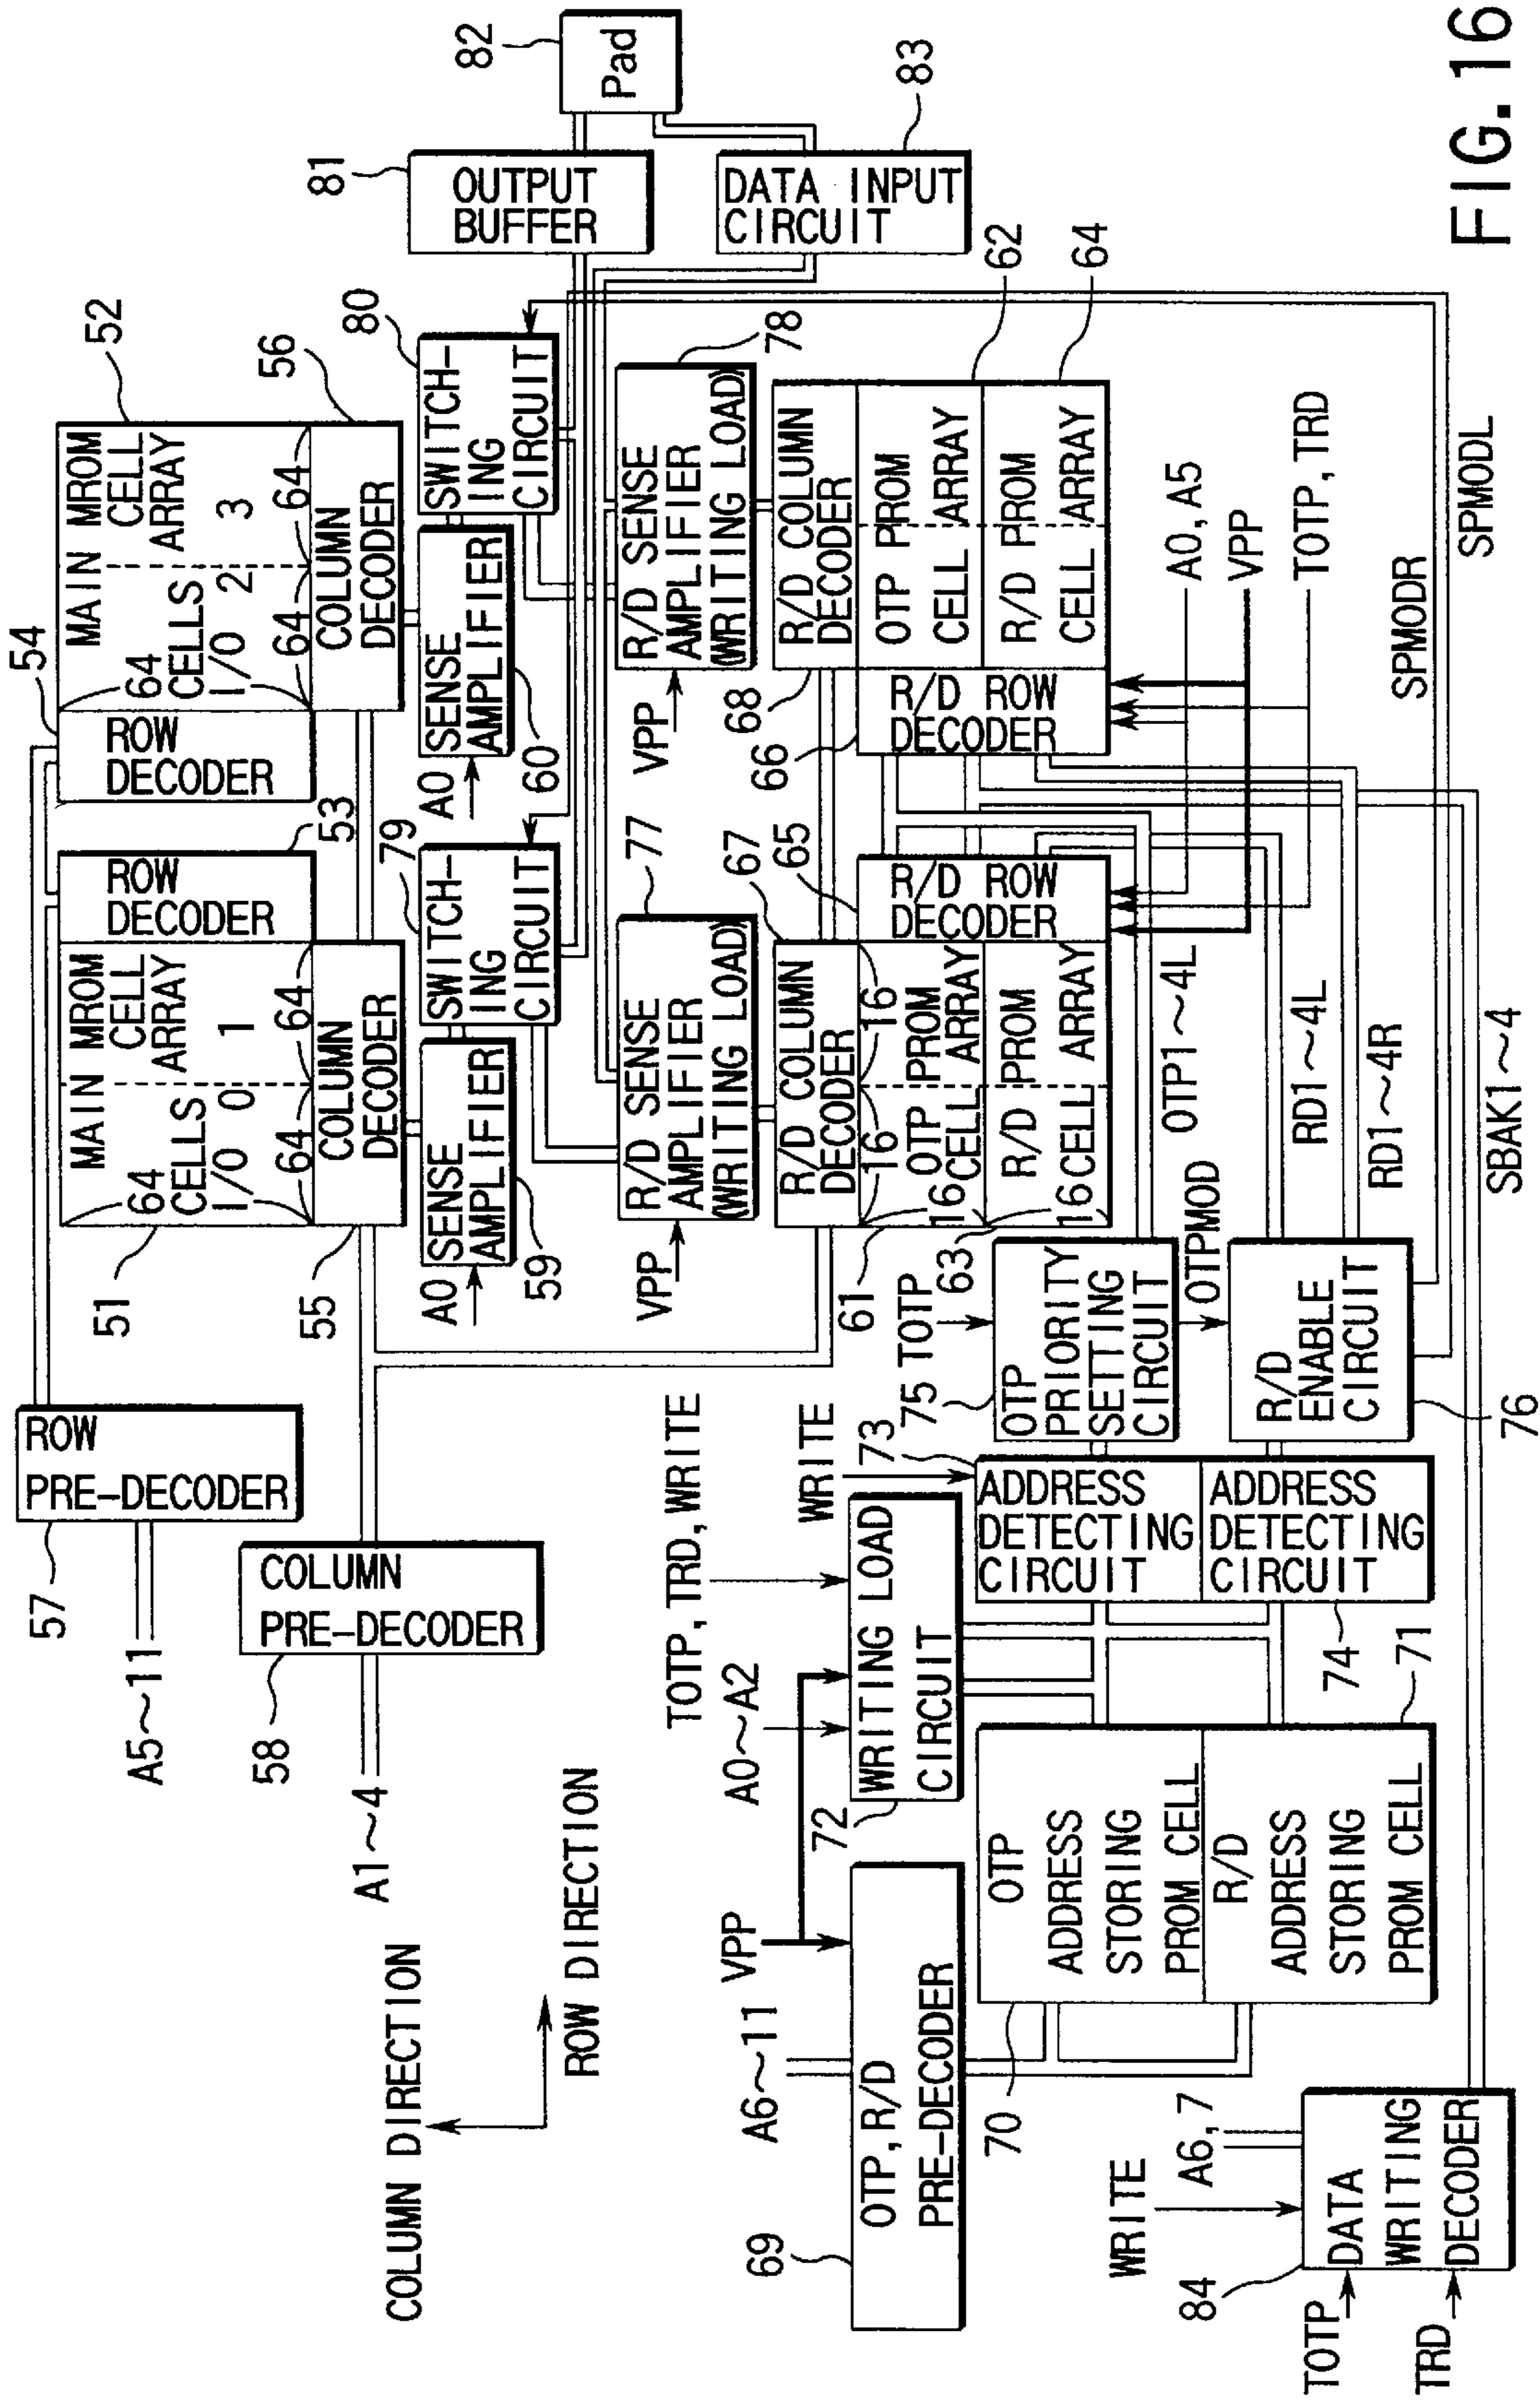 FIG.16
54
52
MAIN MROM
64 CELL
CELLS ARRAY
I/O 2 3
64 64
ROW
DECODER
COLUMN
DECODER
56
51
MAIN MROM
64 CELL
CELLS ARRAY
I/O 0 1
64 64
ROW
DECODER
53
COLUMN
DECODER
55
ROW
PRE-DECODER
57
A5~11
COLUMN
PRE-DECODER
58
A1~4
COLUMN DIRECTION
ROW DIRECTION
A0
SENSE
AMPLIFIER
59
79
SWITCH-
ING
CIRCUIT
A0
SENSE
AMPLIFIER
60
80
SWITCH-
ING
CIRCUIT
81
OUTPUT
BUFFER
82
Pad
83
DATA INPUT
CIRCUIT
VPP
R/D SENSE
AMPLIFIER
(WRITING LOAD)
77
VPP
R/D SENSE
AMPLIFIER
(WRITING LOAD)
78
R/D COLUMN
DECODER
67
16 16
OTP PROM
16 CELL ARRAY
R/D PROM
16 CELL ARRAY
61
63
65
R/D ROW
DECODER
68
R/D COLUMN
DECODER
OTP PROM
CELL ARRAY
R/D PROM
CELL ARRAY
62
64
66
R/D ROW
DECODER
A0, A5
VPP
TOTP, TRD
SPMODR
SPMODL
OTP1~4L
RD1~4L
RD1~4R
SBAK1~4
TOTP
75
OTP
PRIORITY
SETTING
CIRCUIT
OTPMOD
R/D
ENABLE
CIRCUIT
76
WRITE
73
ADDRESS
DETECTING
CIRCUIT
ADDRESS
DETECTING
CIRCUIT
74
TOTP, TRD, WRITE
A0~A2
WRITING LOAD
CIRCUIT
72
VPP
A6~11
OTP, R/D
PRE-DECODER
69
OTP
ADDRESS
STORING
PROM CELL
70
R/D
ADDRESS
STORING
PROM CELL
71
A6, 7
WRITE
84
DATA
WRITING
DECODER
TOTP
TRD